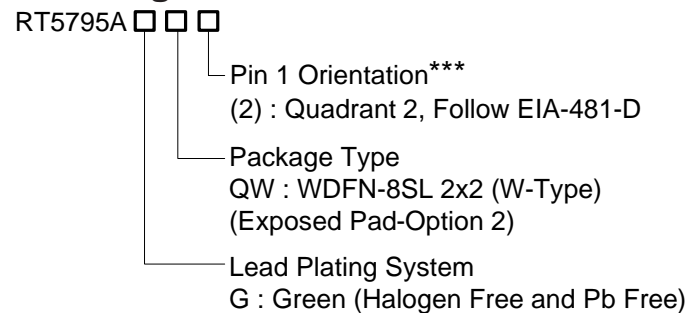 RT5795A
Pin 1 Orientation***
(2) : Quadrant 2, Follow EIA-481-D
Package Type
QW : WDFN-8SL 2x2 (W-Type)
(Exposed Pad-Option 2)
Lead Plating System
G : Green (Halogen Free and Pb Free)